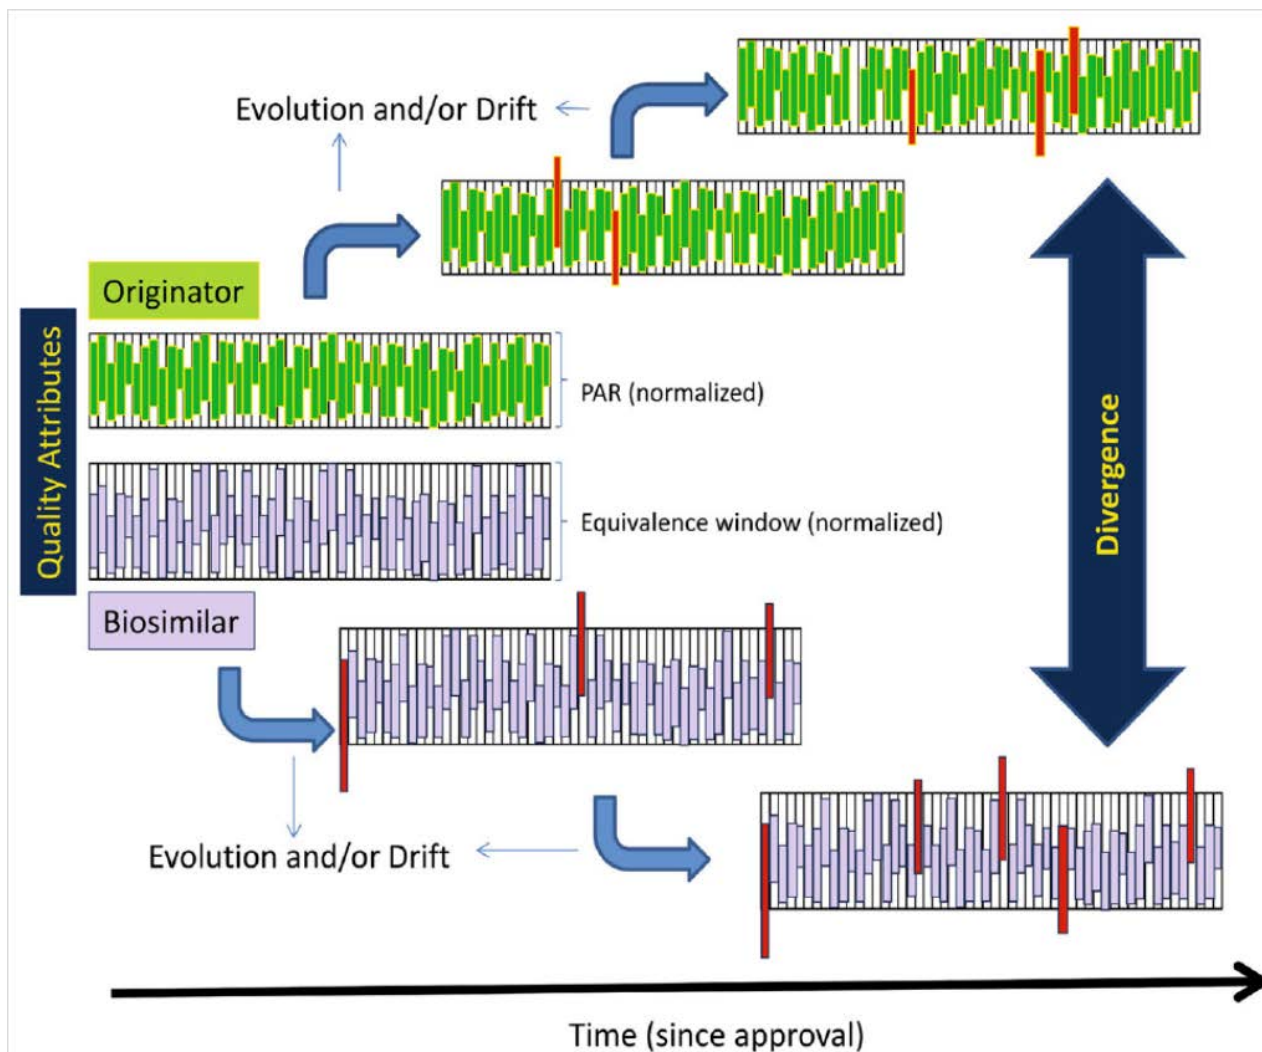 Evolution and/or Drift
Originator
Quality Attributes
PAR (normalized)
Equivalence window (normalized)
Divergence
Biosimilar
Evolution and/or Drift
Time (since approval)